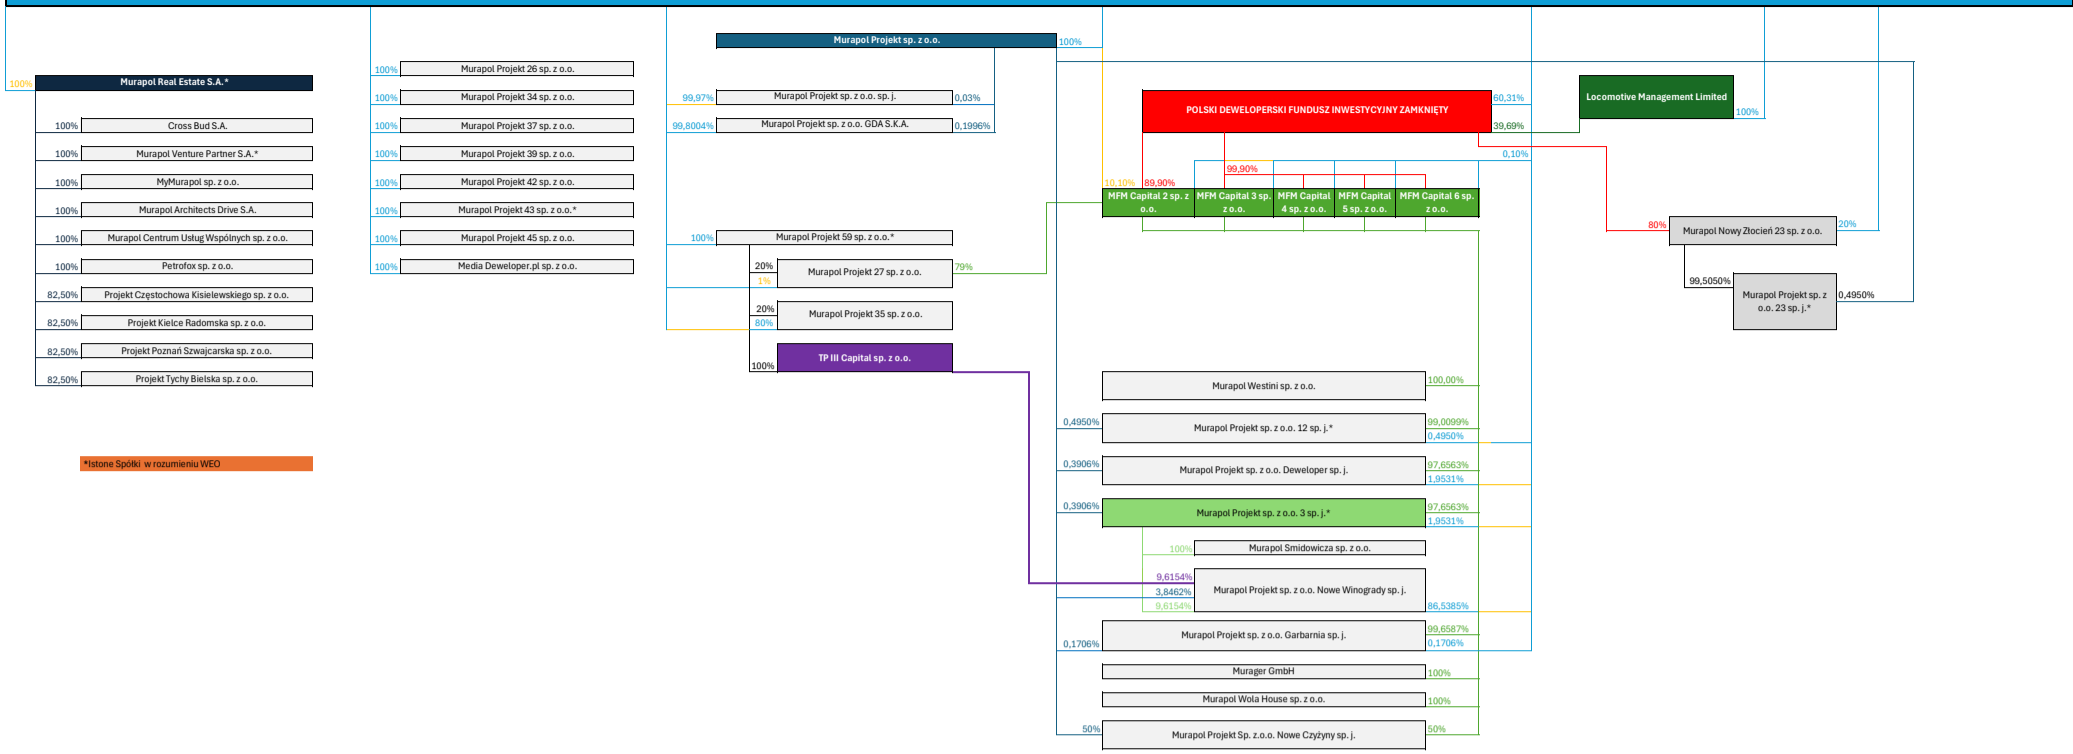 Murapol Projekt sp. z o.o.
100%
100%
Murapol Real Estate S.A.*
100%
Cross Bud S.A.
100%
Murapol Venture Partner S.A.*
100%
MyMurapol sp. z o.o.
100%
Murapol Architects Drive S.A.
100%
Murapol Centrum Usług Wspólnych sp. z o.o.
100%
Petrofox sp. z o.o.
82,50%
Projekt Częstochowa Kisielewskiego sp. z o.o.
82,50%
Projekt Kielce Radomska sp. z o.o.
82,50%
Projekt Poznań Szwajcarska sp. z o.o.
82,50%
Projekt Tychy Bielska sp. z o.o.
*Istone Spółki w rozumieniu WEO
100%
Murapol Projekt 26 sp. z o.o.
100%
Murapol Projekt 34 sp. z o.o.
100%
Murapol Projekt 37 sp. z o.o.
100%
Murapol Projekt 39 sp. z o.o.
100%
Murapol Projekt 42 sp. z o.o.
100%
Murapol Projekt 43 sp. z o.o.*
100%
Murapol Projekt 45 sp. z o.o.
100%
Media Deweloper.pl sp. z o.o.
99,97%
Murapol Projekt sp. z o.o. sp. j.
0,03%
99,8004%
Murapol Projekt sp. z o.o. GDA S.K.A.
0,1996%
100%
Murapol Projekt 59 sp. z o.o.*
20%
1%
Murapol Projekt 27 sp. z o.o.
79%
20%
80%
Murapol Projekt 35 sp. z o.o.
100%
TP III Capital sp. z o.o.
POLSKI DEWELOPERSKI FUNDUSZ INWESTYCYJNY ZAMKNIĘTY
60,31%
39,69%
Locomotive Management Limited
100%
0,10%
10,10%
89,90%
99,90%
MFM Capital 2 sp. z
o.o.
MFM Capital 3 sp.
z o.o.
MFM Capital
4 sp. z o.o.
MFM Capital
5 sp. z o.o.
MFM Capital 6 sp.
z o.o.
80%
Murapol Nowy Złocień 23 sp. z o.o.
20%
99,5050%
Murapol Projekt sp. z
o.o. 23 sp. j.*
0,4950%
Murapol Westini sp. z o.o.
100,00%
0,4950%
Murapol Projekt sp. z o.o. 12 sp. j.*
99,0099%
0,4950%
0,3906%
Murapol Projekt sp. z o.o. Deweloper sp. j.
97,6563%
1,9531%
0,3906%
Murapol Projekt sp. z o.o. 3 sp. j.*
97,6563%
1,9531%
100%
Murapol Smidowicza sp. z o.o.
9,6154%
3,8462%
9,6154%
Murapol Projekt sp. z o.o. Nowe Winogrady sp. j.
86,5385%
0,1706%
Murapol Projekt sp. z o.o. Garbarnia sp. j.
99,6587%
0,1706%
Murager GmbH
100%
Murapol Wola House sp. z o.o.
100%
50%
Murapol Projekt Sp. z.o.o. Nowe Czyżyny sp. j.
50%